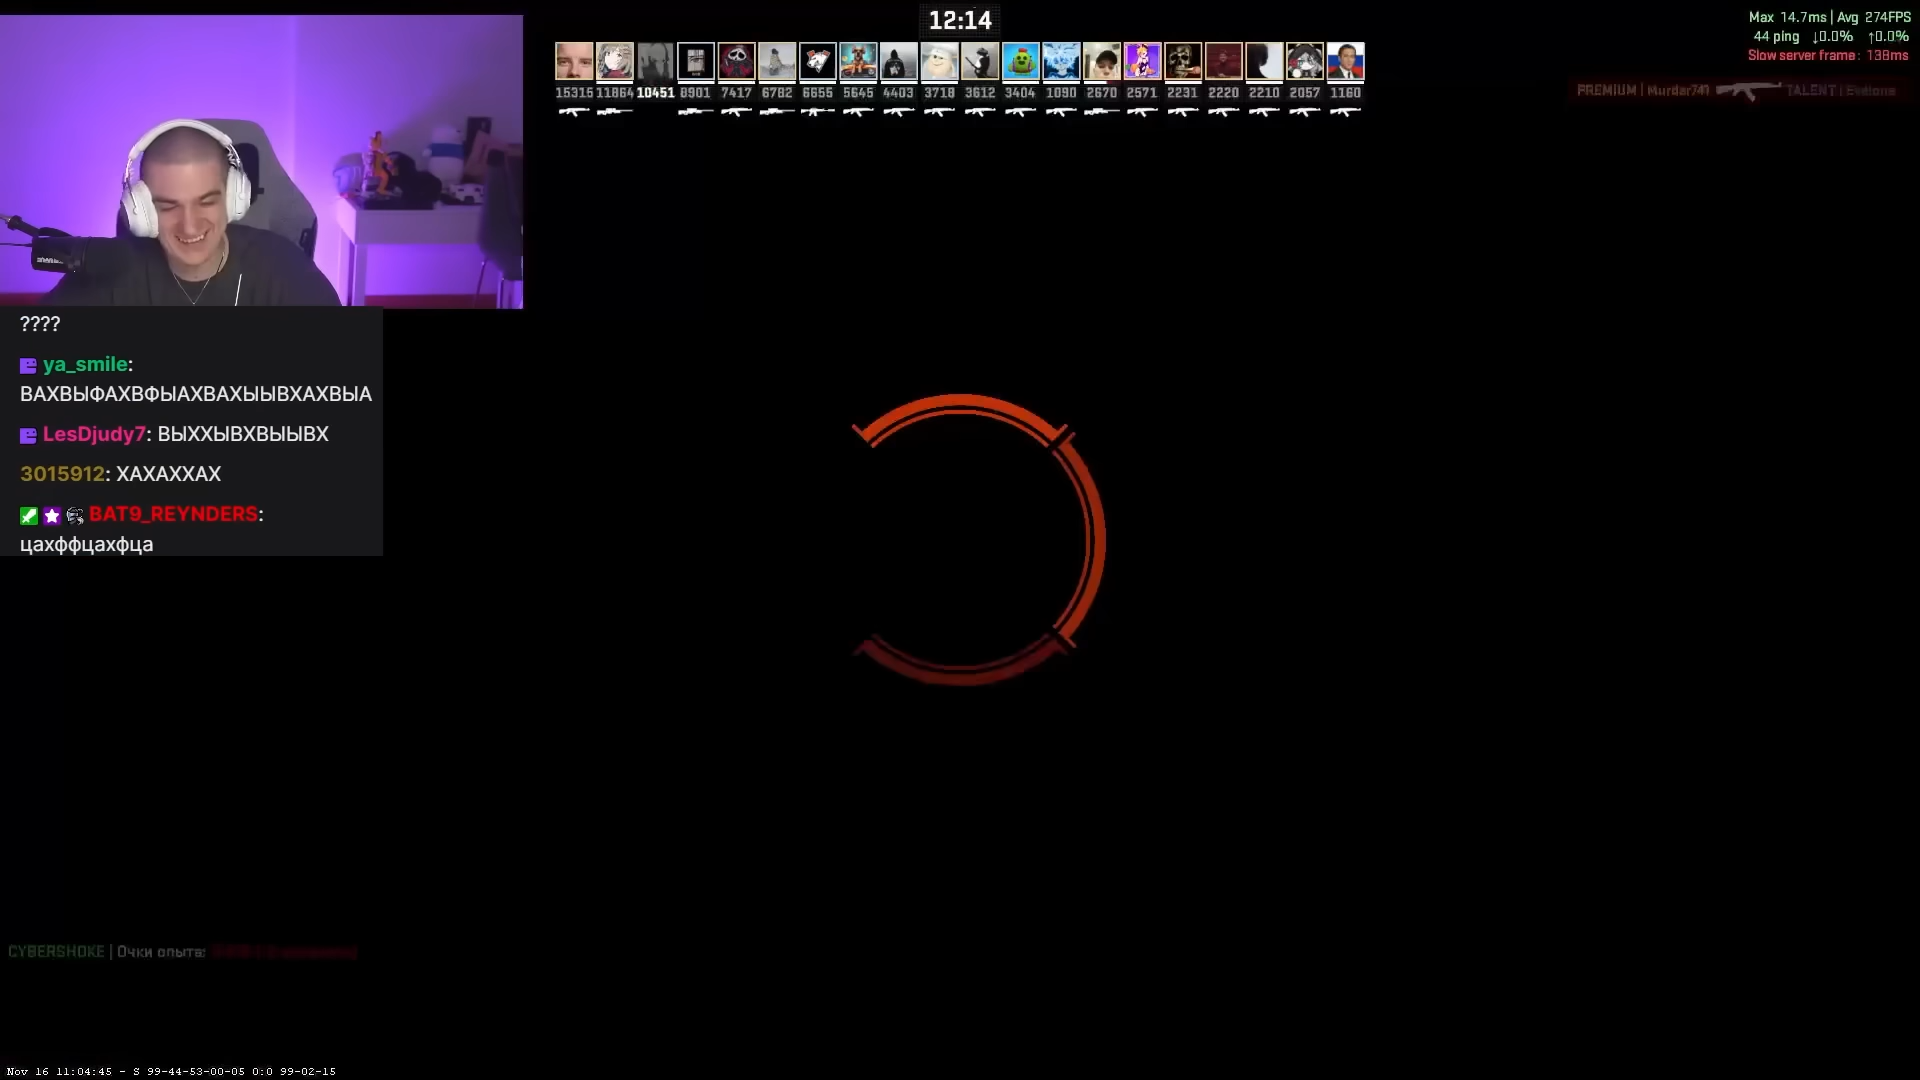 12:14
Max 14.7ms | Avg 274FPS
44 ping ↓0.0% ↑0.0%
Slow server frame: 138ms
15315 11864 10451 8901 7417 6782 6655 5645 4403 3718 3612 3404 1090 2670 2571 2231 2220 2210 2057 1160
PREMIUM | Murdar741 TALENT | Evelone
????
ya_smile:
ВАХВЫФАХВФЫАХВАХЫЫВХАХВЫА
LesDjudy7: ВЫХХЫВХВЫЫВХ
3015912: ХАХАХХАХ
BAT9_REYNDERS:
цахффцахфца
CYBERSHOKE | Очки опыта:
Nov 16 11:04:45 - S 99-44-53-00-05 0:0 99-02-15